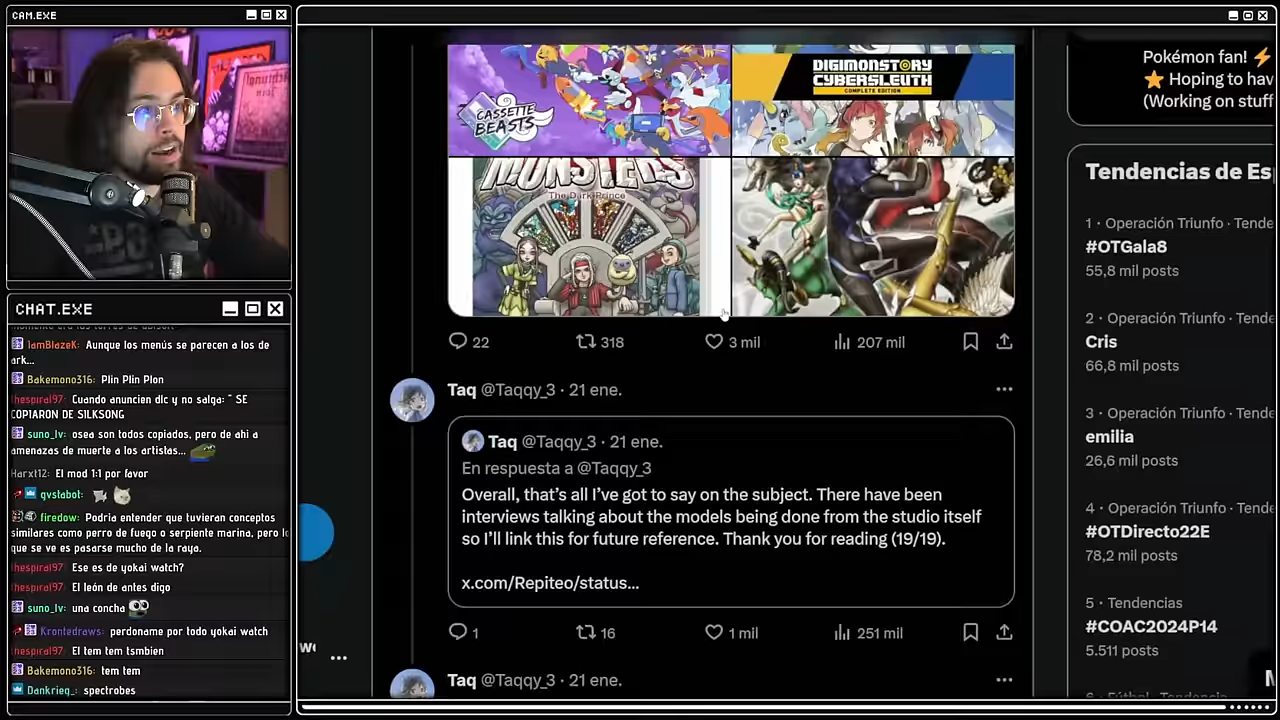 CAM.EXE
CHAT.EXE
IamBlazeK: Aunque los menús se parecen a los de
ark...
Bakemono316: Plin Plin Plon
hespiral97: Cuando anuncien dlc y no salga: " SE
COPIARON DE SILKSONG
suno_lv: osea son todos copiados, pero de ahi a
amenazas de muerte a los artistas...
Harxt12: El mod 1:1 por favor
qvslabot:
firedow: Podria entender que tuvieran conceptos
similares como perro de fuego o serpiente marina, pero lo
que se ve es pasarse mucho de la raya.
hespiral97: Ese es de yokai watch?
hespiral97: El león de antes digo
suno_lv: una concha
Krontedraws: perdoname por todo yokai watch
hespiral97: El tem tem tsmbien
Bakemono316: tem tem
Dankrieq_: spectrobes
CASSETTE
BEASTS
DIGIMONSTORY
CYBERSLEUTH
COMPLETE EDITION
MONSTERS
The Dark Prince
22 318 3 mil 207 mil
Taq @Taqqy_3 · 21 ene.
Taq @Taqqy_3 · 21 ene.
En respuesta a @Taqqy_3
Overall, that's all I've got to say on the subject. There have been
interviews talking about the models being done from the studio itself
so I'll link this for future reference. Thank you for reading (19/19).
x.com/Repiteo/status...
1 16 1 mil 251 mil
Taq @Taqqy_3 · 21 ene.
Pokémon fan! ⚡
⭐ Hoping to hav
(Working on stuff
Tendencias de Es
1 · Operación Triunfo · Tende
#OTGala8
55,8 mil posts
2 · Operación Triunfo · Tende
Cris
66,8 mil posts
3 · Operación Triunfo · Tende
emilia
26,6 mil posts
4 · Operación Triunfo · Tende
#OTDirecto22E
78,2 mil posts
5 · Tendencias
#COAC2024P14
5.511 posts
6 · Fútbol · Tendencia